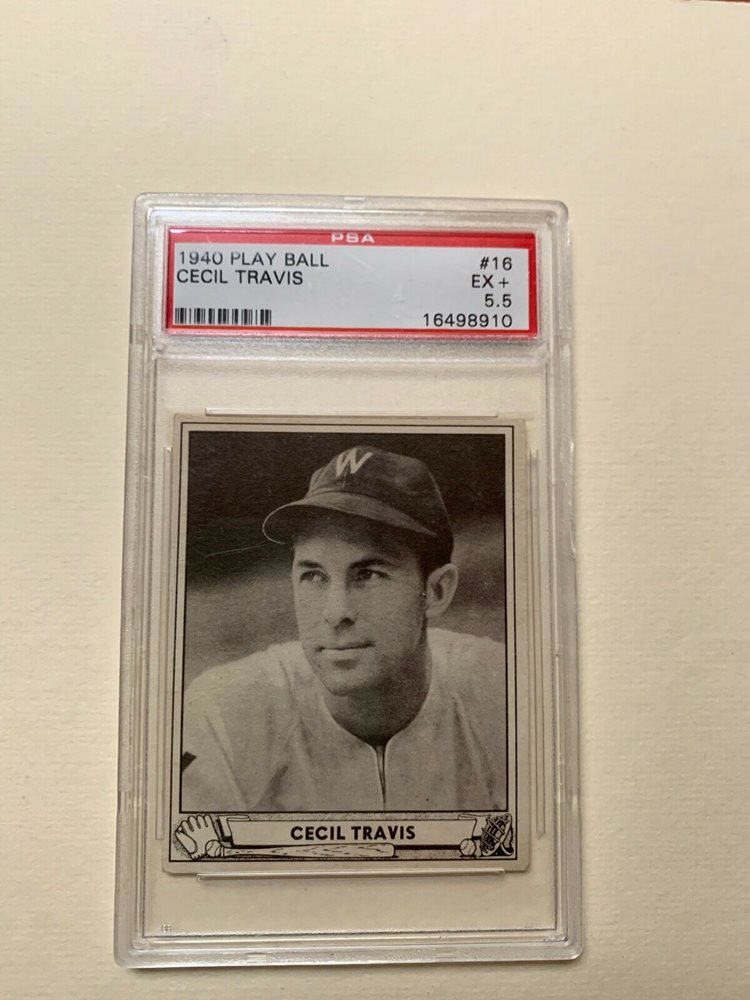 PSA
1940 PLAY BALL #16
CECIL TRAVIS EX +
5.5
16498910
W
CECIL TRAVIS